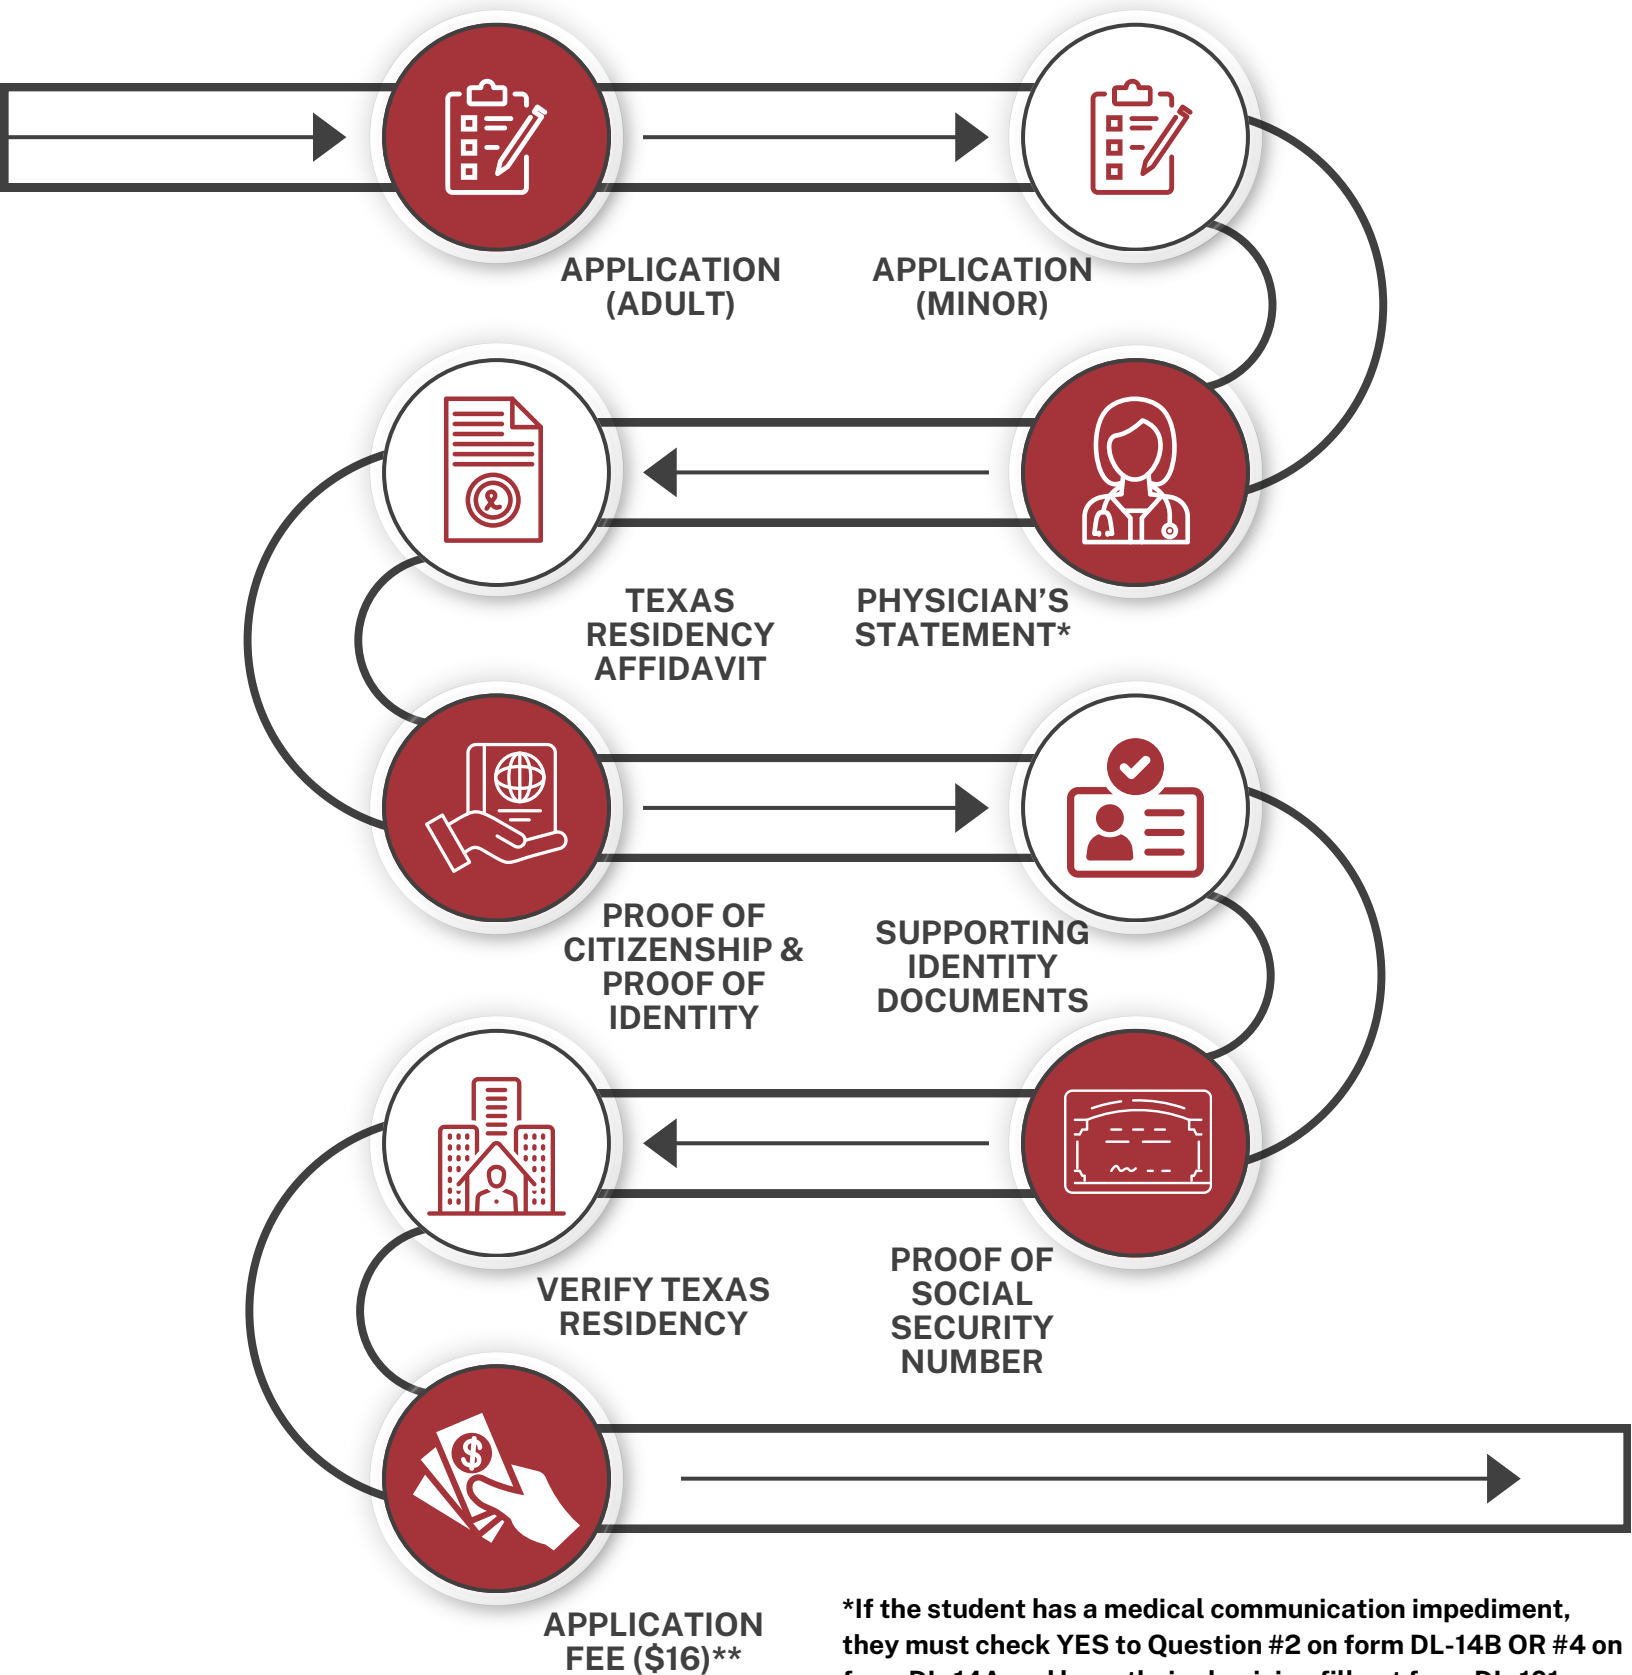 APPLICATION
(ADULT)
APPLICATION
(MINOR)
TEXAS
RESIDENCY
AFFIDAVIT
PHYSICIAN'S
STATEMENT*
PROOF OF
CITIZENSHIP &
PROOF OF
IDENTITY
SUPPORTING
IDENTITY
DOCUMENTS
VERIFY TEXAS
RESIDENCY
PROOF OF
SOCIAL
SECURITY
NUMBER
$
APPLICATION
FEE ($16)**
*If the student has a medical communication impediment,
they must check YES to Question #2 on form DL-14B OR #4 on